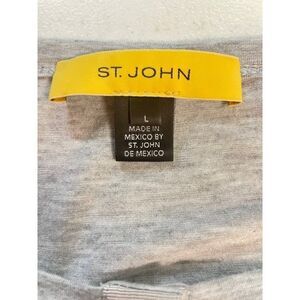 ST. JOHN
L
MADE IN
MEXICO BY
ST. JOHN
DE MEXICO